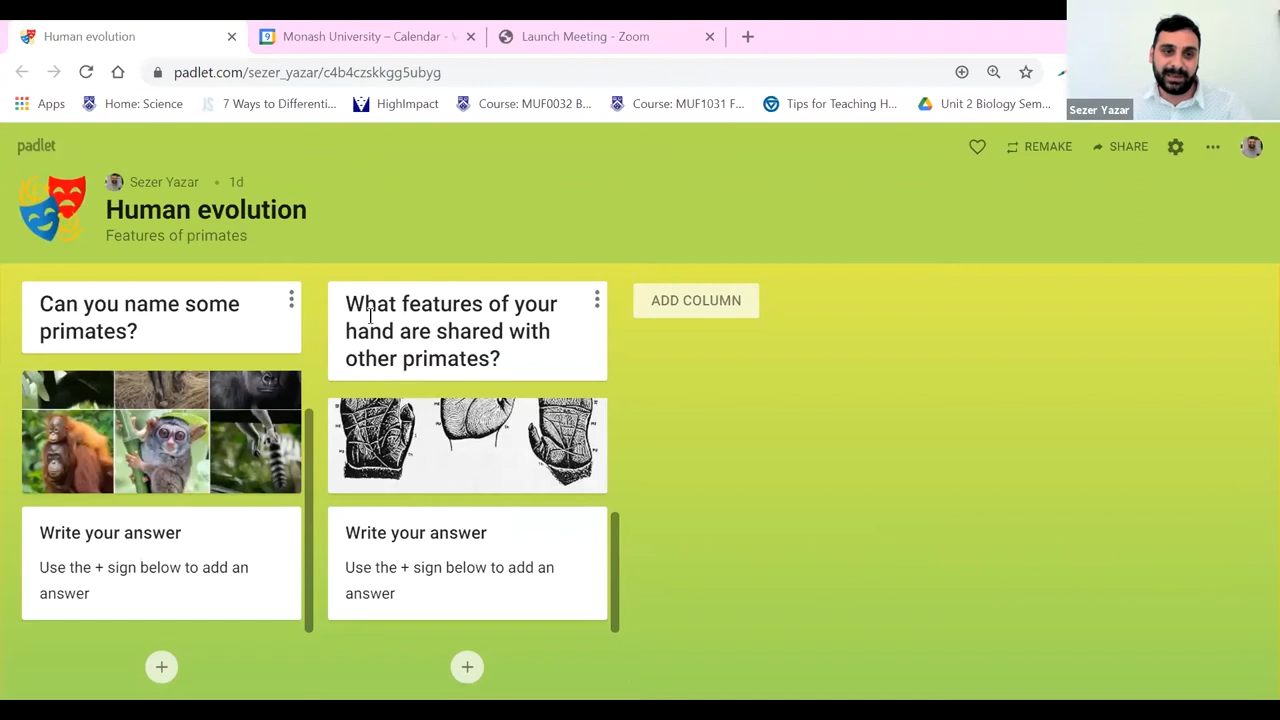 Human evolution
Monash University – Calendar -
Launch Meeting - Zoom
padlet.com/sezer_yazar/c4b4czskkgg5ubyg
Apps
Home: Science
7 Ways to Differenti...
HighImpact
Course: MUF0032 B...
Course: MUF1031 F...
Tips for Teaching H...
Unit 2 Biology Sem...
Sezer Yazar
padlet
REMAKE
SHARE
Sezer Yazar • 1d
Human evolution
Features of primates
Can you name some
primates?
Write your answer
Use the + sign below to add an
answer
What features of your
hand are shared with
other primates?
Write your answer
Use the + sign below to add an
answer
ADD COLUMN